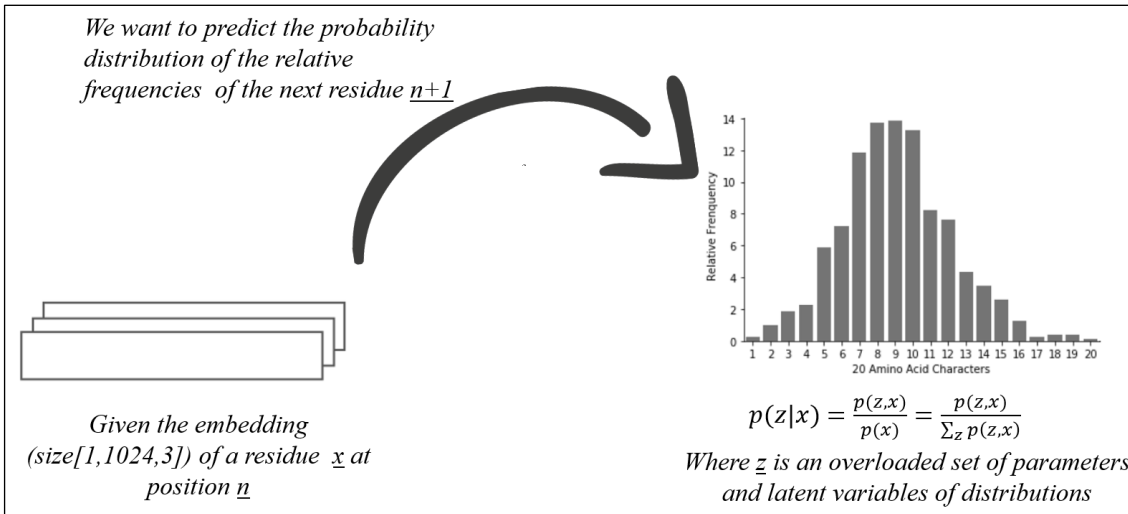 We want to predict the probability
distribution of the relative
frequencies of the next residue n+1
14
12
10
8
6
4
2
0
Relative Frenquency
1 2 3 4 5 6 7 8 9 10 11 12 13 14 15 16 17 18 19 20
20 Amino Acid Characters
Given the embedding
(size[1,1024,3]) of a residue x at
position n
p(z|x) = p(z,x)/p(x) = p(z,x)/∑z p(z,x)
Where z is an overloaded set of parameters
and latent variables of distributions